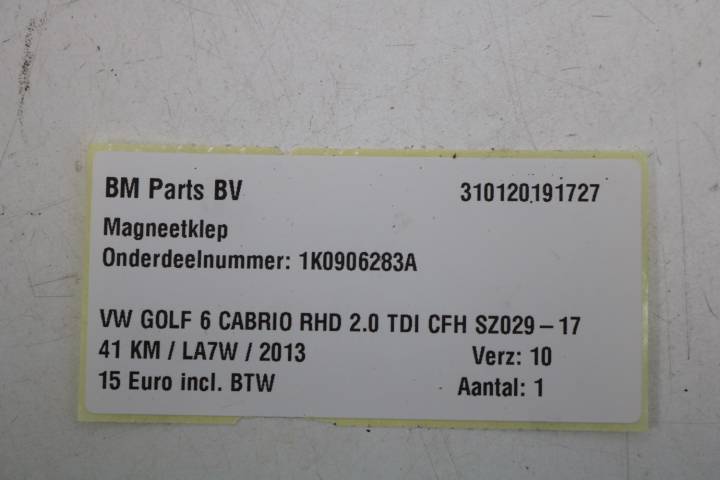 BM Parts BV 310120191727
Magneetklep
Onderdeelnummer: 1K0906283A
VW GOLF 6 CABRIO RHD 2.0 TDI CFH SZ029-17
41 KM / LA7W / 2013 Verz: 10
15 Euro incl. BTW Aantal: 1